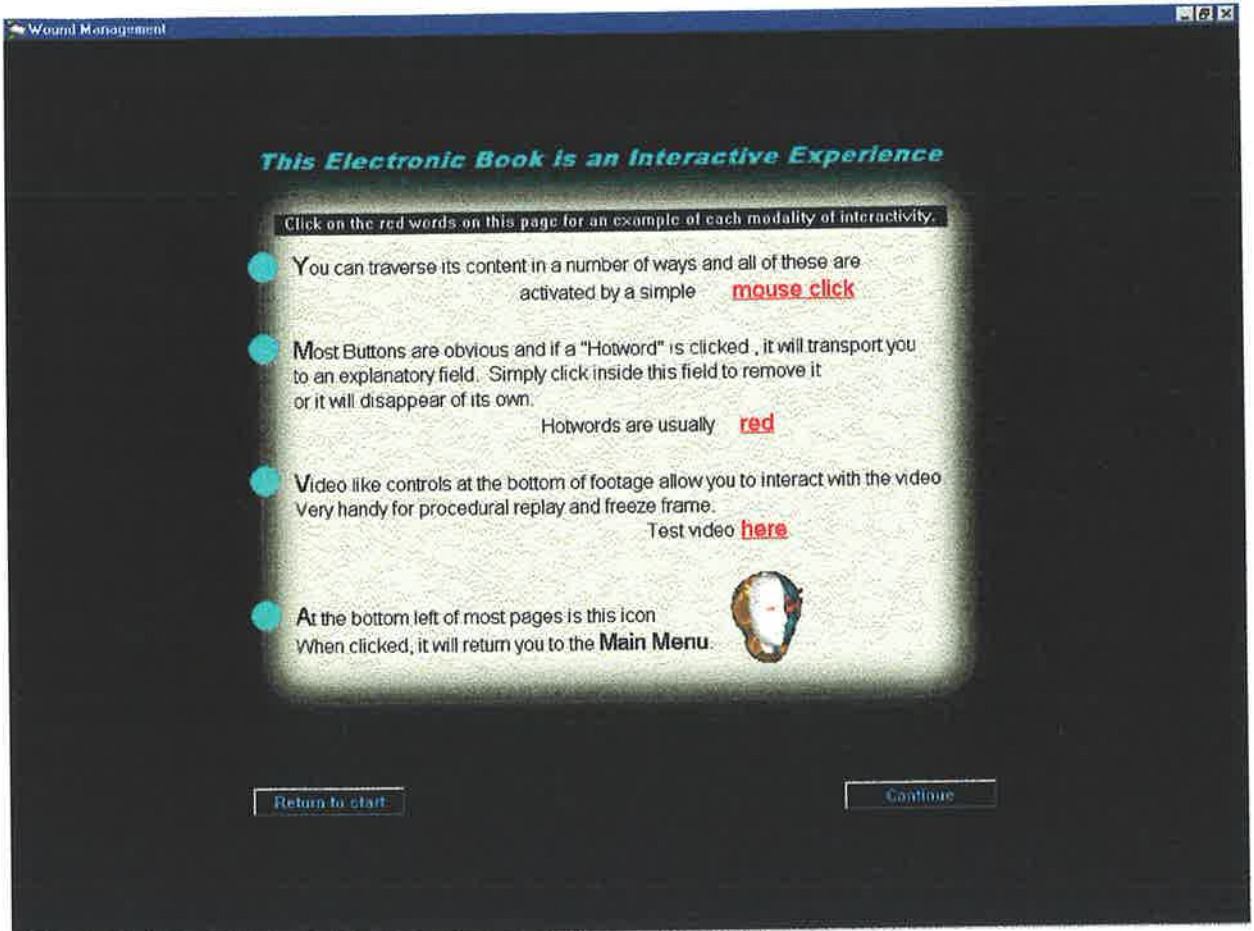 Wound Management
This Electronic Book is an Interactive Experience
Click on the red words on this page for an example of each modality of interactivity.
You can traverse its content in a number of ways and all of these are
activated by a simple mouse click
Most Buttons are obvious and if a "Hotword" is clicked , it will transport you
to an explanatory field. Simply click inside this field to remove it
or it will disappear of its own.
Hotwords are usually red
Video like controls at the bottom of footage allow you to interact with the video
Very handy for procedural replay and freeze frame.
Test video here
At the bottom left of most pages is this icon
When clicked, it will return you to the Main Menu.
Return to start
Continue